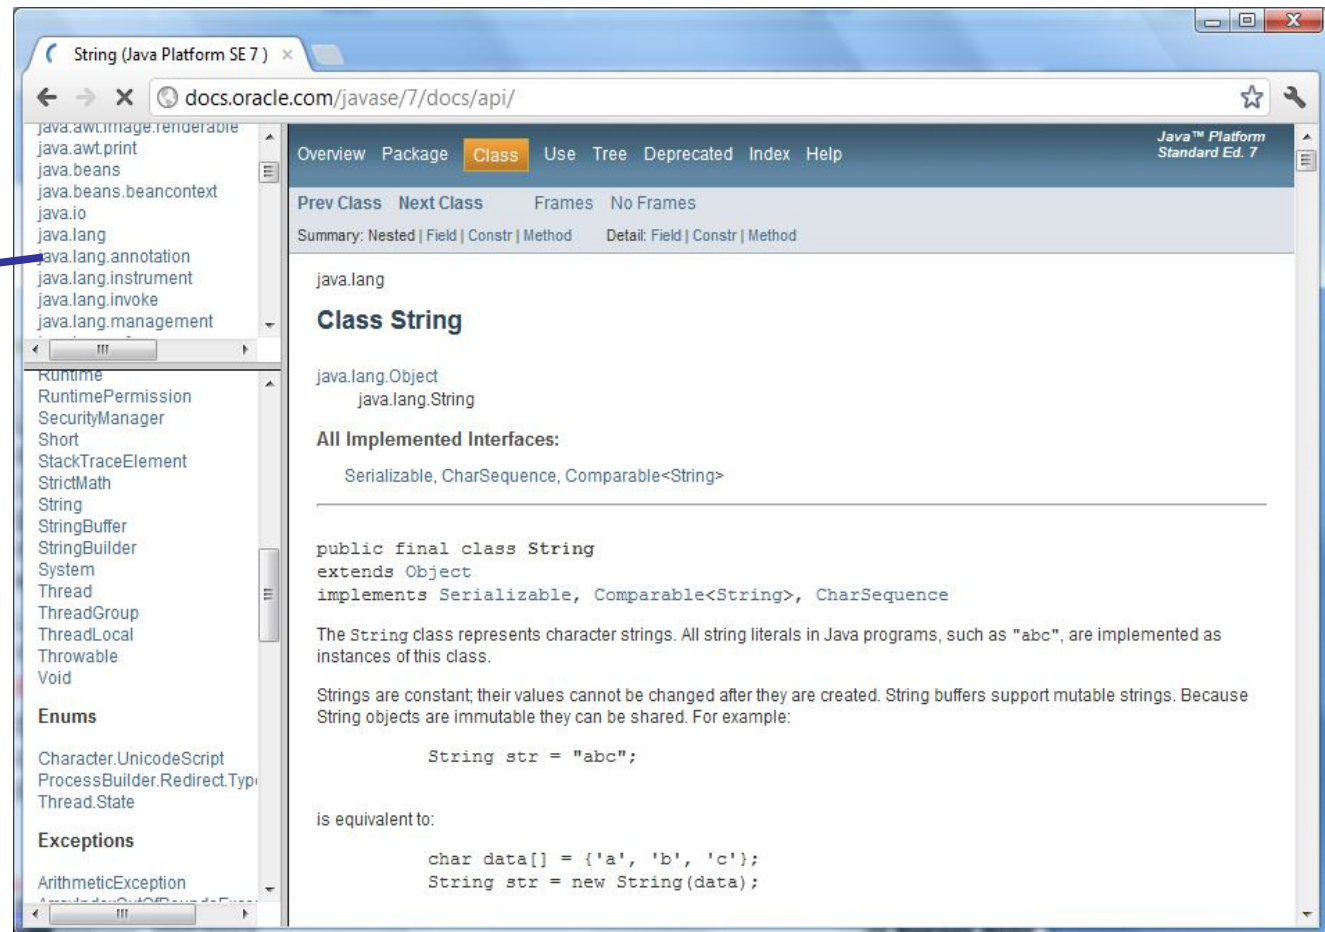 String (Java Platform SE 7 )
docs.oracle.com/javase/7/docs/api/
java.awt.image.renderable
java.awt.print
java.beans
java.beans.beancontext
java.io
java.lang
java.lang.annotation
java.lang.instrument
java.lang.invoke
java.lang.management
Runtime
RuntimePermission
SecurityManager
Short
StackTraceElement
StrictMath
String
StringBuffer
StringBuilder
System
Thread
ThreadGroup
ThreadLocal
Throwable
Void
Enums
Character.UnicodeScript
ProcessBuilder.Redirect.Type
Thread.State
Exceptions
ArithmeticException
Overview Package Class Use Tree Deprecated Index Help
Java™ Platform
Standard Ed. 7
Prev Class Next Class Frames No Frames
Summary: Nested | Field | Constr | Method Detail: Field | Constr | Method
java.lang
Class String
java.lang.Object
java.lang.String
All Implemented Interfaces:
Serializable, CharSequence, Comparable<String>
public final class String
extends Object
implements Serializable, Comparable<String>, CharSequence
The String class represents character strings. All string literals in Java programs, such as "abc", are implemented as
instances of this class.
Strings are constant; their values cannot be changed after they are created. String buffers support mutable strings. Because
String objects are immutable they can be shared. For example:
String str = "abc";
is equivalent to:
char data[] = {'a', 'b', 'c'};
String str = new String(data);